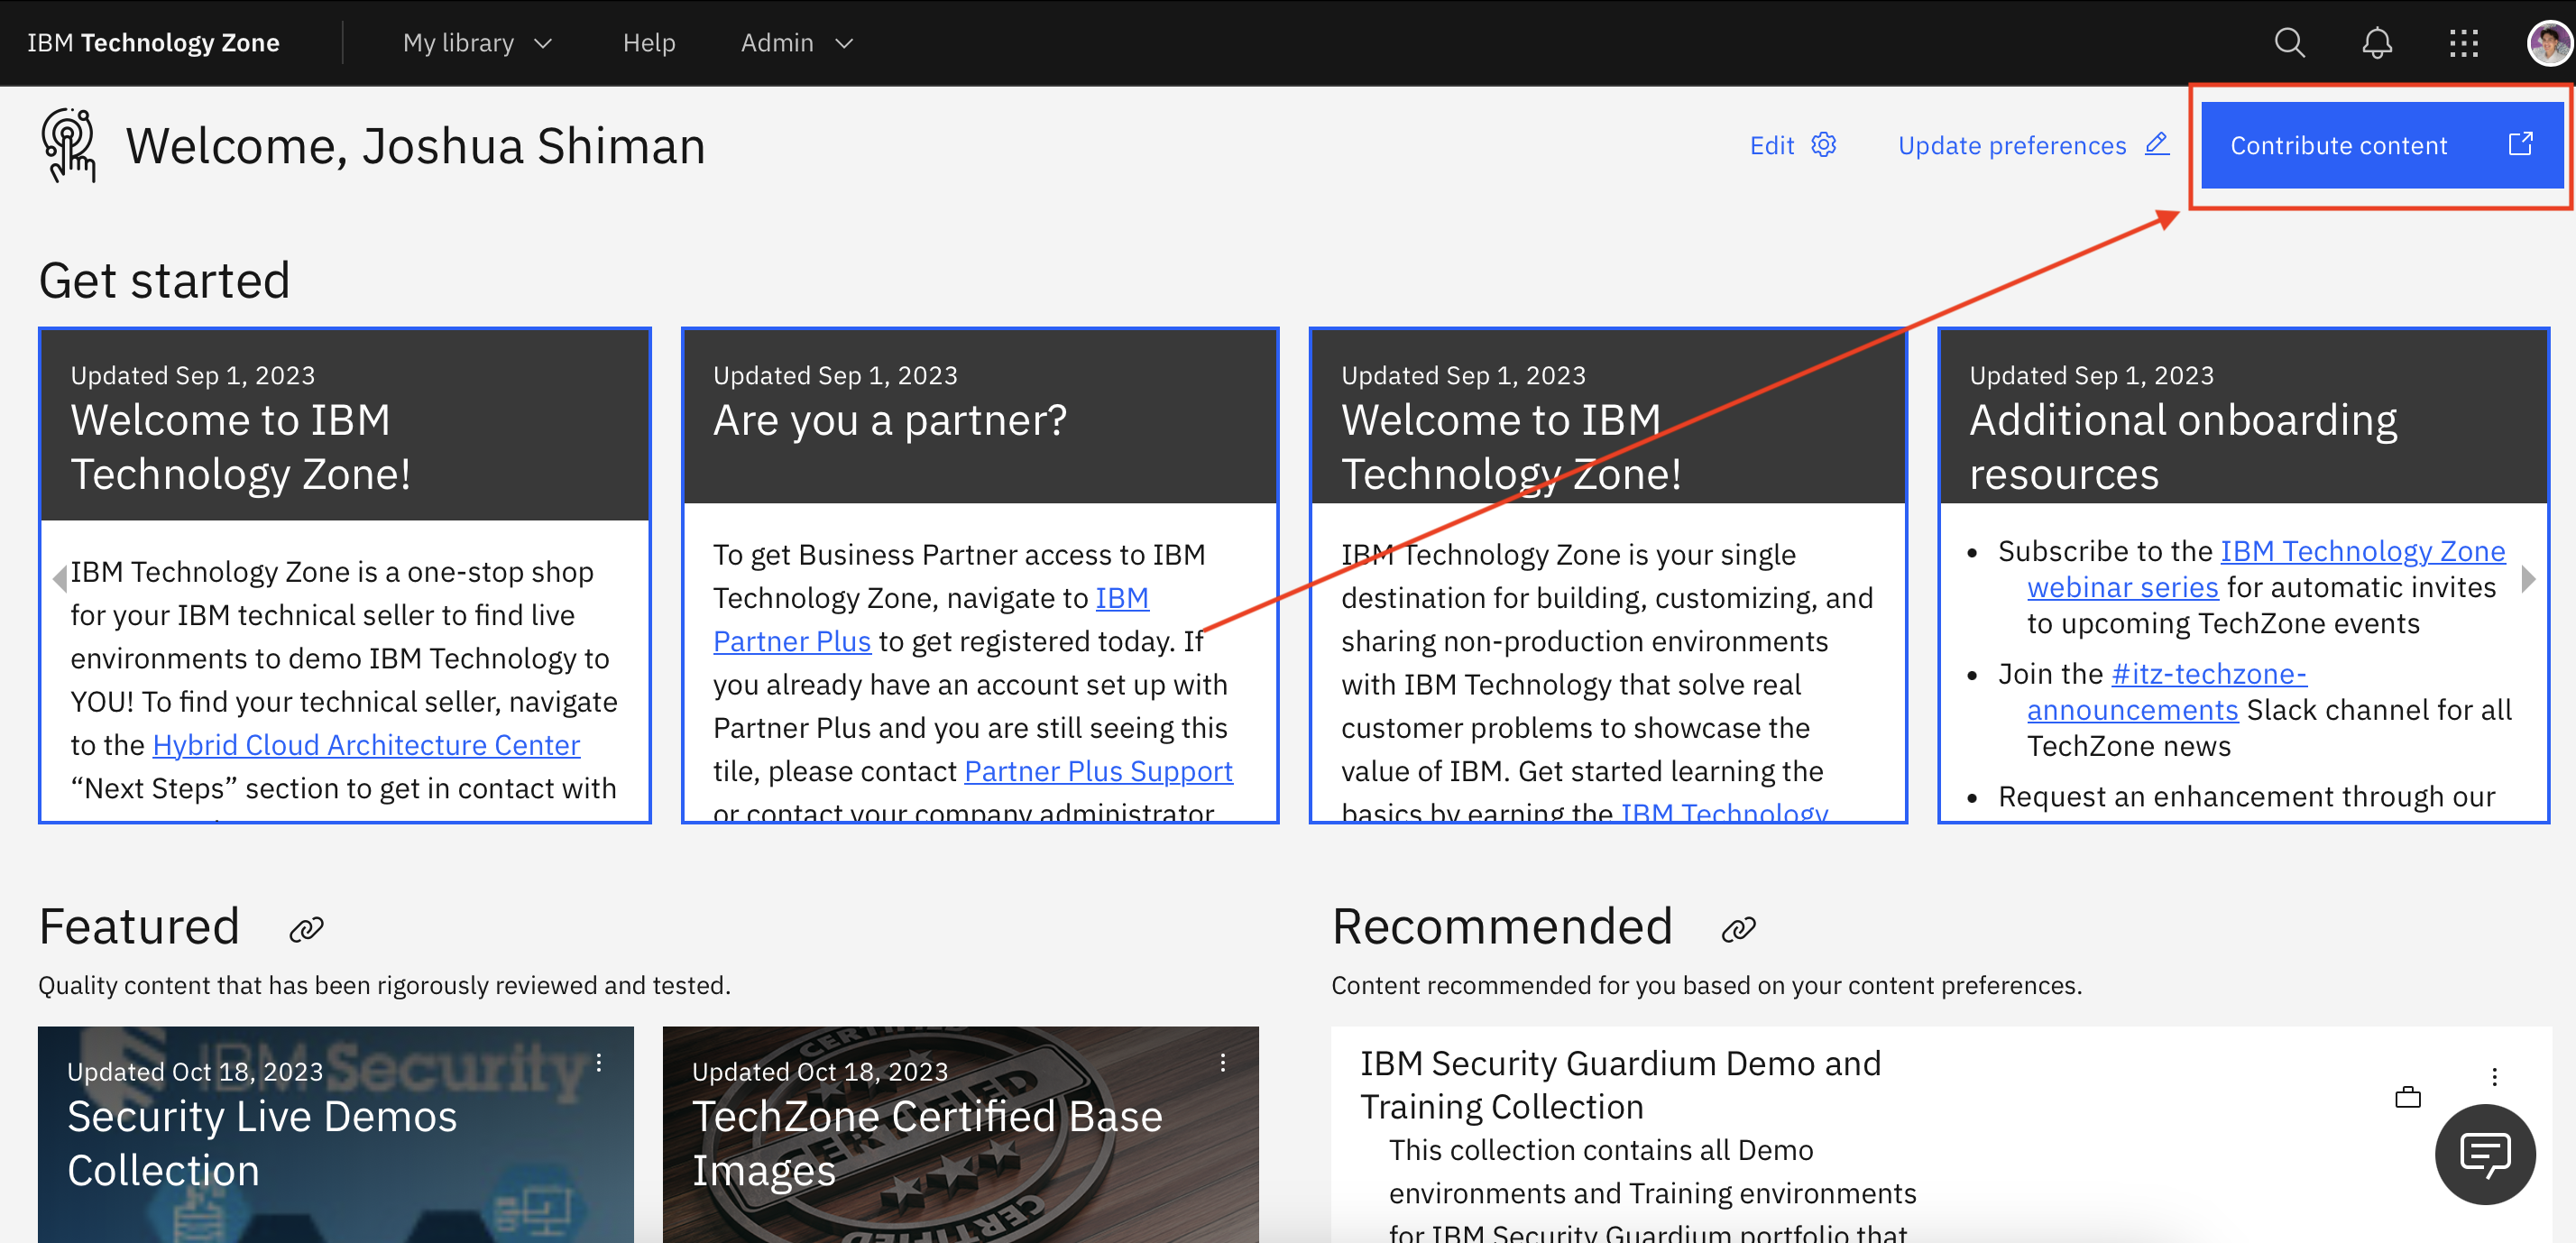 IBM Technology Zone
My library
Help
Admin
Welcome, Joshua Shiman
Edit
Update preferences
Contribute content
Get started
Updated Sep 1, 2023
Welcome to IBM
Technology Zone!
IBM Technology Zone is a one-stop shop
for your IBM technical seller to find live
environments to demo IBM Technology to
YOU! To find your technical seller, navigate
to the Hybrid Cloud Architecture Center
“Next Steps” section to get in contact with
Updated Sep 1, 2023
Are you a partner?
To get Business Partner access to IBM
Technology Zone, navigate to IBM
Partner Plus to get registered today. If
you already have an account set up with
Partner Plus and you are still seeing this
tile, please contact Partner Plus Support
or contact your company administrator
Updated Sep 1, 2023
Welcome to IBM
Technology Zone!
IBM Technology Zone is your single
destination for building, customizing, and
sharing non-production environments
with IBM Technology that solve real
customer problems to showcase the
value of IBM. Get started learning the
basics by earning the IBM Technology
Updated Sep 1, 2023
Additional onboarding
resources
• Subscribe to the IBM Technology Zone
webinar series for automatic invites
to upcoming TechZone events
• Join the #itz-techzone-
announcements Slack channel for all
TechZone news
• Request an enhancement through our
Featured
Quality content that has been rigorously reviewed and tested.
IBM Security
Updated Oct 18, 2023
Security Live Demos
Collection
CERTIFIED
Updated Oct 18, 2023
CERTIFIED
TechZone Certified Base
Images
CERTIFIED
Recommended
Content recommended for you based on your content preferences.
IBM Security Guardium Demo and
Training Collection
This collection contains all Demo
environments and Training environments
for IBM Security Guardium portfolio that